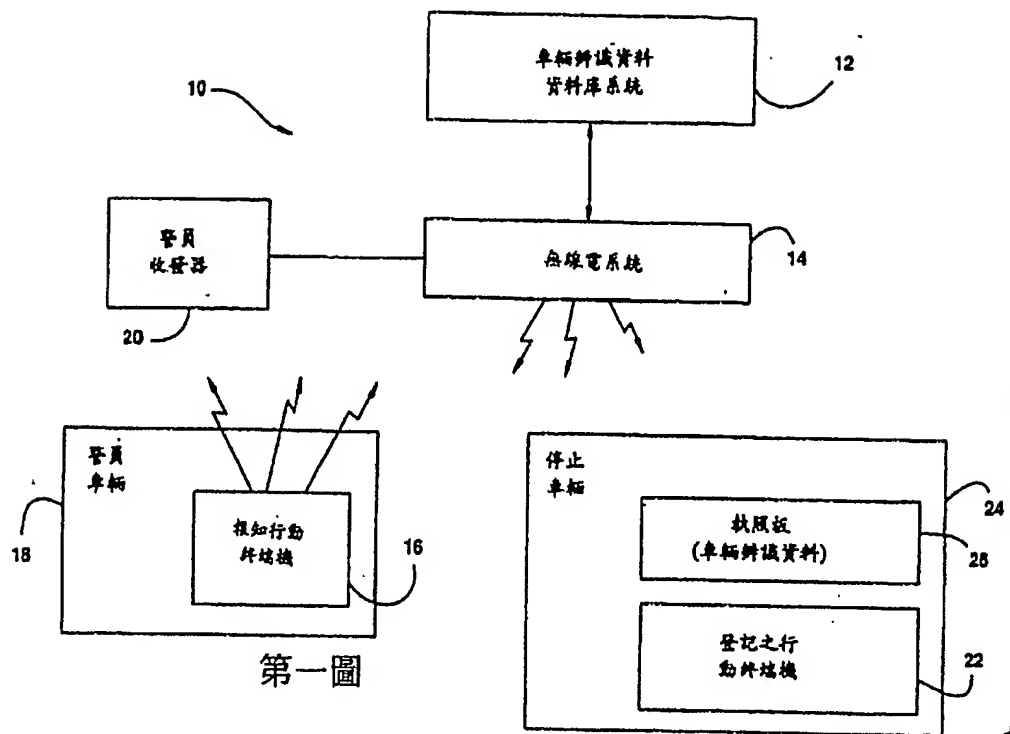 車輛辨識資料
資料庫系統
12
10
警員
收發器
20
無線電系統
14
警員
車輛
18
報知行動
終端機
16
停止
車輛
24
執照板
(車輛辨識資料)
26
登記之行
動終端機
22
第一圖